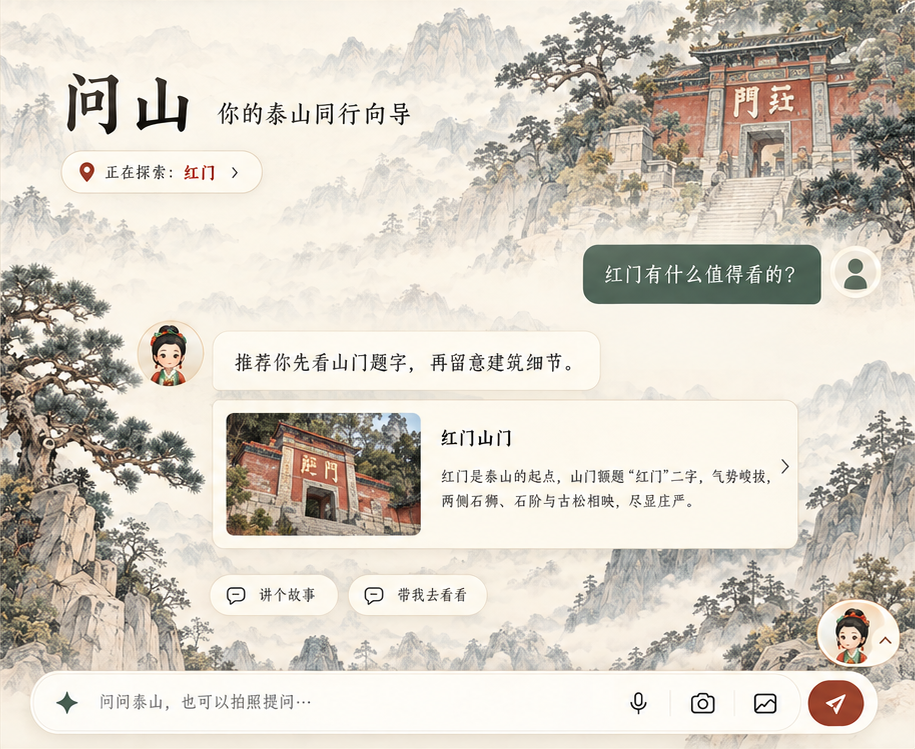 问山
你的泰山同行向导
正在探索：红门
門
红门有什么值得看的？
推荐你先看山门题字，再留意建筑细节。
門
红门山门
红门是泰山的起点，山门额题“红门”二字，气势峻拔，
两侧石狮、石阶与古松相映，尽显庄严。
讲个故事
带我去看看
问问泰山，也可以拍照提问…